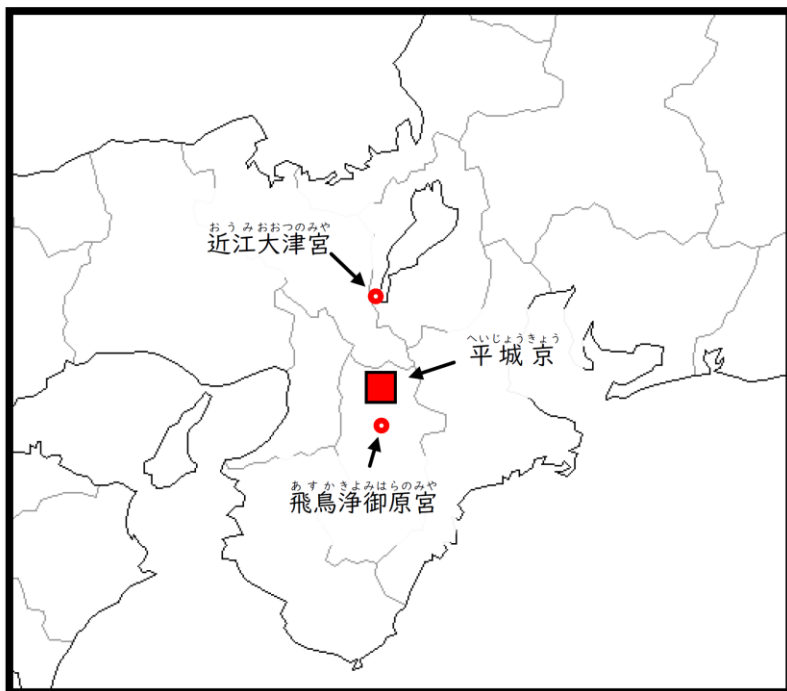 おうみおおつのみや
近江大津宮
へいじょうきょう
平城京
あすかきよみはらのみや
飛鳥浄御原宮